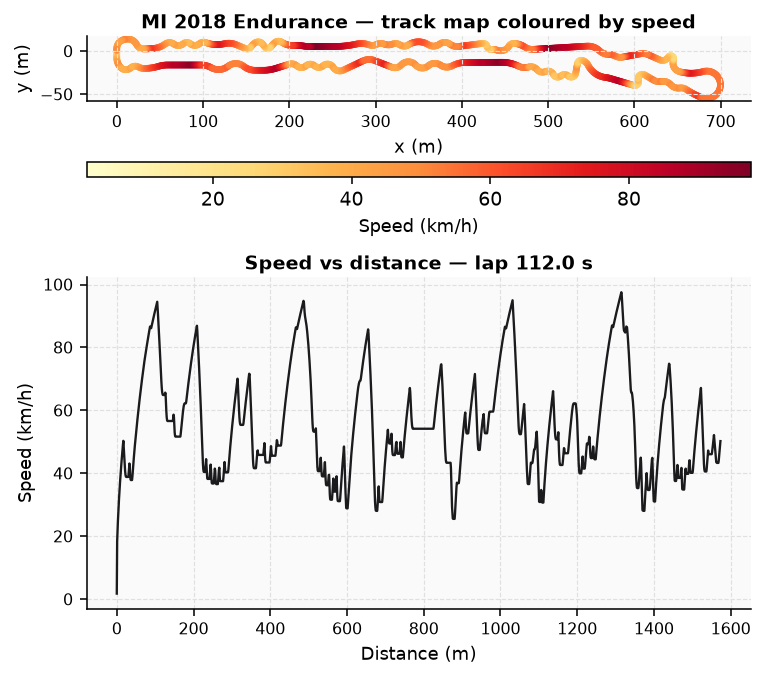 MI 2018 Endurance — track map coloured by speed
0
−50
y (m)
0 100 200 300 400 500 600 700
x (m)
20 40 60 80
Speed (km/h)
Speed vs distance — lap 112.0 s
100
80
60
40
20
0
Speed (km/h)
0 200 400 600 800 1000 1200 1400 1600
Distance (m)